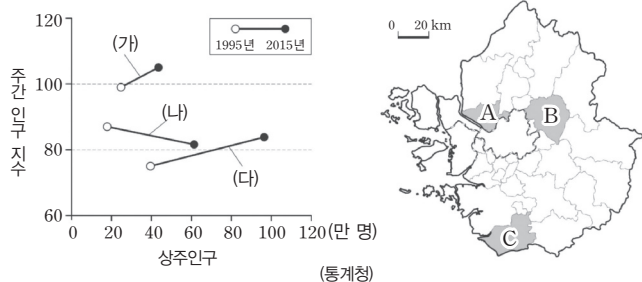 주간 인구 지수
120
100
80
60
0
20
40
60
80
100
120
(만 명)
상주인구
(가)
(나)
(다)
1995년
2015년
(통계청)
0
20 km
A
B
C